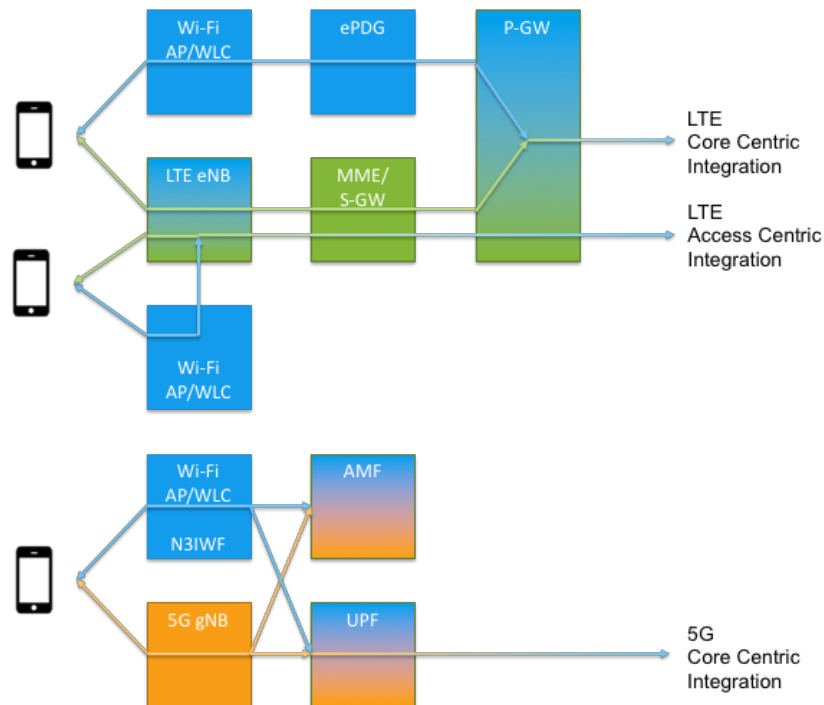 Wi-Fi
AP/WLC
ePDG
P-GW
LTE
Core Centric
Integration
LTE eNB
MME/
S-GW
LTE
Access Centric
Integration
Wi-Fi
AP/WLC
Wi-Fi
AP/WLC
N3IWF
AMF
5G gNB
UPF
5G
Core Centric
Integration